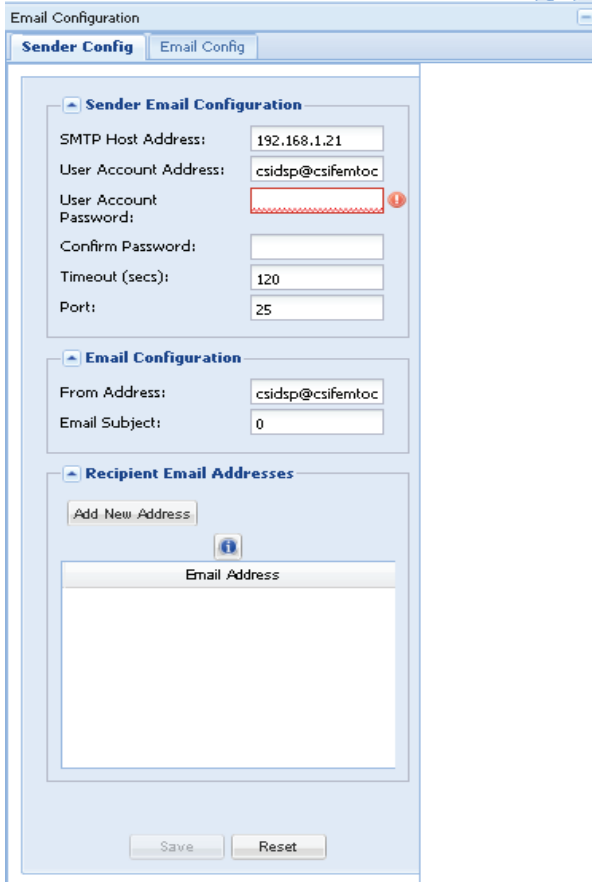 Email Configuration
Sender Config Email Config
Sender Email Configuration
SMTP Host Address: 192.168.1.21
User Account Address: csidsp@csifemtoc
User Account
Password:
Confirm Password:
Timeout (secs): 120
Port: 25
Email Configuration
From Address: csidsp@csifemtoc
Email Subject: 0
Recipient Email Addresses
Add New Address
Email Address
Save Reset